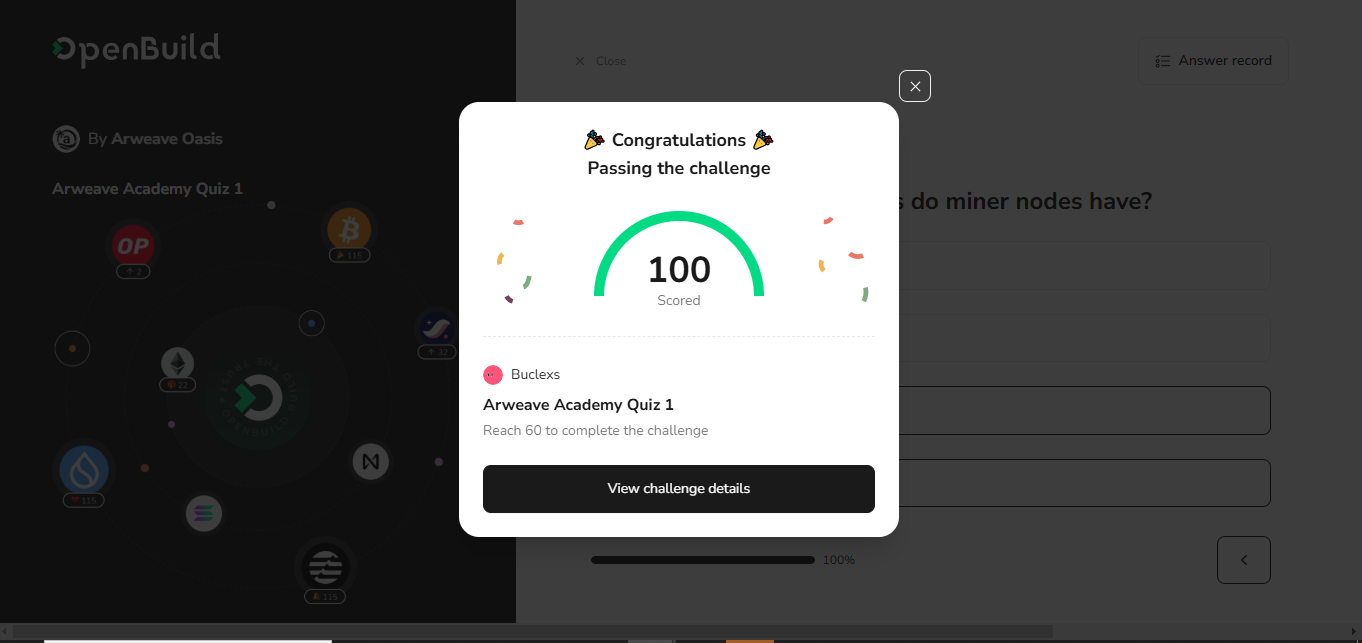 OpenBuild
By Arweave Oasis
Arweave Academy Quiz 1
OP
2
115
22
32
115
115
Close
Answer record
s do miner nodes have?
Congratulations
Passing the challenge
100
Scored
Buclexs
Arweave Academy Quiz 1
Reach 60 to complete the challenge
View challenge details
100%